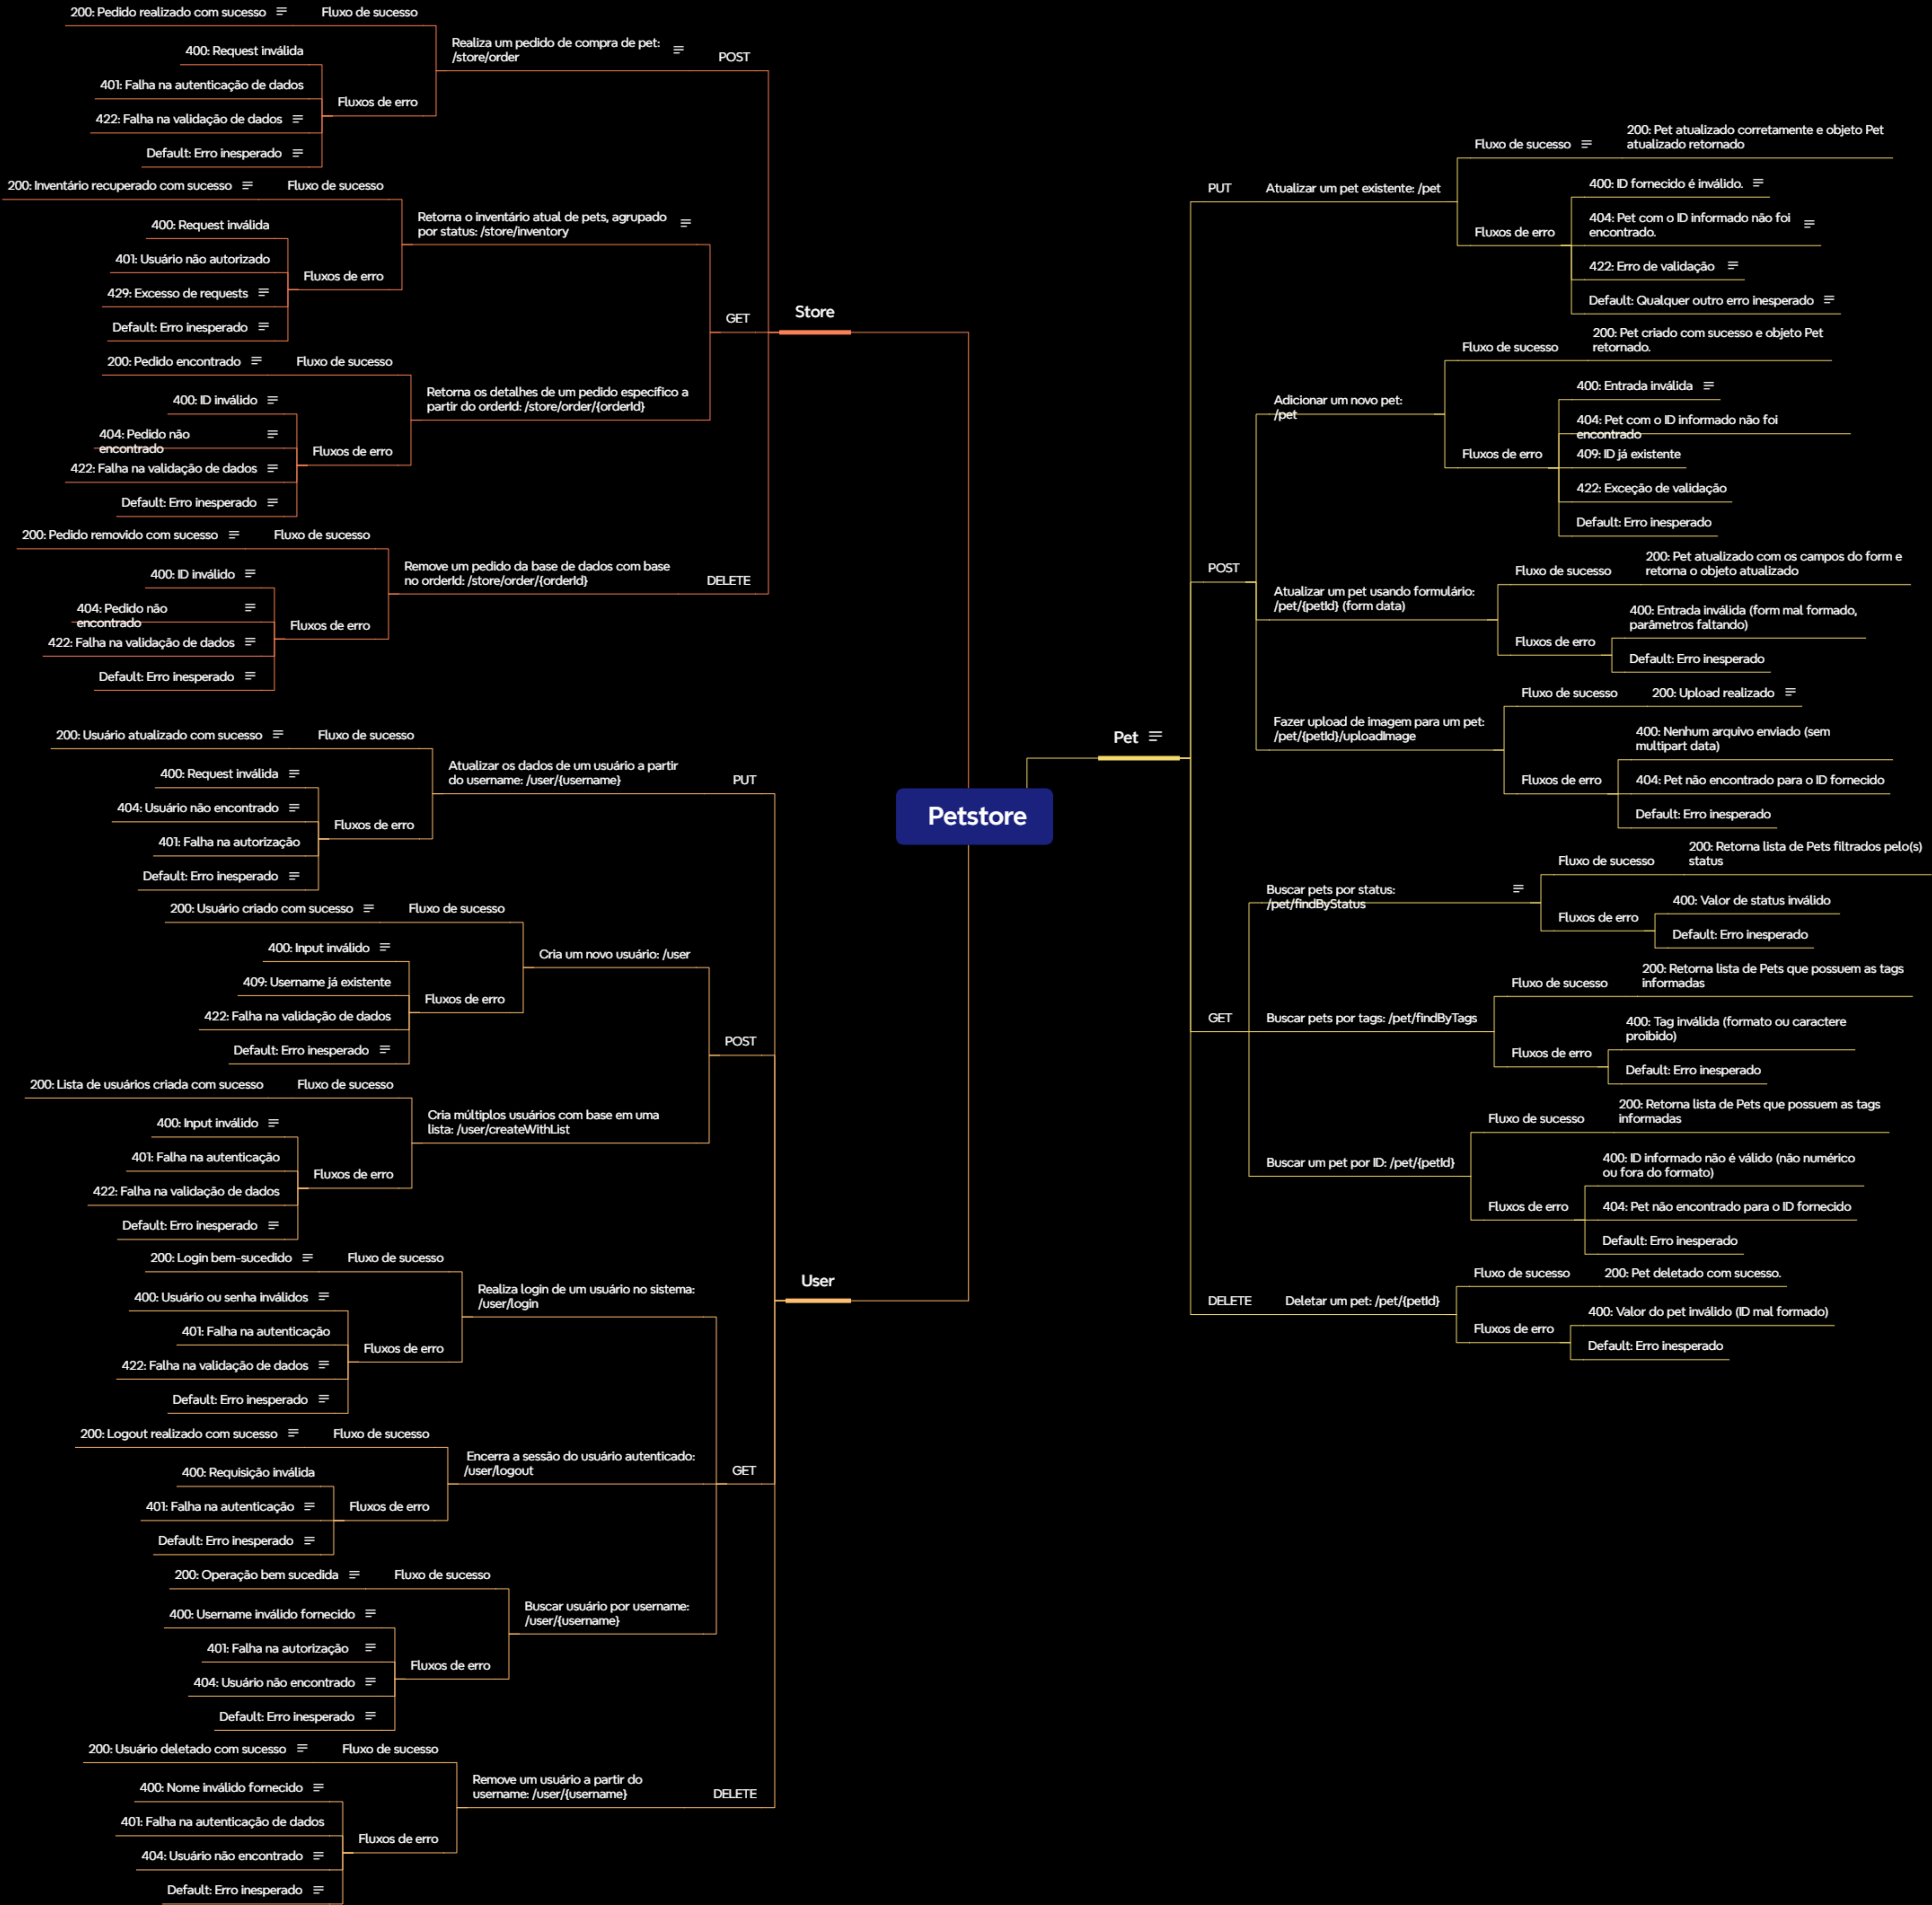 Petstore
Store
POST
Realiza um pedido de compra de pet:
/store/order
Fluxo de sucesso
200: Pedido realizado com sucesso
Fluxos de erro
400: Request inválida
401: Falha na autenticação de dados
422: Falha na validação de dados
Default: Erro inesperado
GET
Retorna o inventário atual de pets, agrupado
por status: /store/inventory
Fluxo de sucesso
200: Inventário recuperado com sucesso
Fluxos de erro
400: Request inválida
401: Usuário não autorizado
429: Excesso de requests
Default: Erro inesperado
Retorna os detalhes de um pedido específico a
partir do orderId: /store/order/{orderId}
Fluxo de sucesso
200: Pedido encontrado
Fluxos de erro
400: ID inválido
404: Pedido não
encontrado
422: Falha na validação de dados
Default: Erro inesperado
DELETE
Remove um pedido da base de dados com base
no orderId: /store/order/{orderId}
Fluxo de sucesso
200: Pedido removido com sucesso
Fluxos de erro
400: ID inválido
404: Pedido não
encontrado
422: Falha na validação de dados
Default: Erro inesperado
User
PUT
Atualizar os dados de um usuário a partir
do username: /user/{username}
Fluxo de sucesso
200: Usuário atualizado com sucesso
Fluxos de erro
400: Request inválida
404: Usuário não encontrado
401: Falha na autorização
Default: Erro inesperado
POST
Cria um novo usuário: /user
Fluxo de sucesso
200: Usuário criado com sucesso
Fluxos de erro
400: Input inválido
409: Username já existente
422: Falha na validação de dados
Default: Erro inesperado
Cria múltiplos usuários com base em uma
lista: /user/createWithList
Fluxo de sucesso
200: Lista de usuários criada com sucesso
Fluxos de erro
400: Input inválido
401: Falha na autenticação
422: Falha na validação de dados
Default: Erro inesperado
GET
Realiza login de um usuário no sistema:
/user/login
Fluxo de sucesso
200: Login bem-sucedido
Fluxos de erro
400: Usuário ou senha inválidos
401: Falha na autenticação
422: Falha na validação de dados
Default: Erro inesperado
Encerra a sessão do usuário autenticado:
/user/logout
Fluxo de sucesso
200: Logout realizado com sucesso
Fluxos de erro
400: Requisição inválida
401: Falha na autenticação
Default: Erro inesperado
Buscar usuário por username:
/user/{username}
Fluxo de sucesso
200: Operação bem sucedida
Fluxos de erro
400: Username inválido fornecido
401: Falha na autorização
404: Usuário não encontrado
Default: Erro inesperado
DELETE
Remove um usuário a partir do
username: /user/{username}
Fluxo de sucesso
200: Usuário deletado com sucesso
Fluxos de erro
400: Nome inválido fornecido
401: Falha na autenticação de dados
404: Usuário não encontrado
Default: Erro inesperado
Pet
PUT
Atualizar um pet existente: /pet
Fluxo de sucesso
200: Pet atualizado corretamente e objeto Pet
atualizado retornado
Fluxos de erro
400: ID fornecido é inválido.
404: Pet com o ID informado não foi
encontrado.
422: Erro de validação
Default: Qualquer outro erro inesperado
POST
Adicionar um novo pet:
/pet
Fluxo de sucesso
200: Pet criado com sucesso e objeto Pet
retornado.
Fluxos de erro
400: Entrada inválida
404: Pet com o ID informado não foi
encontrado
409: ID já existente
422: Exceção de validação
Default: Erro inesperado
Atualizar um pet usando formulário:
/pet/{petId} (form data)
Fluxo de sucesso
200: Pet atualizado com os campos do form e
retorna o objeto atualizado
Fluxos de erro
400: Entrada inválida (form mal formado,
parâmetros faltando)
Default: Erro inesperado
Fazer upload de imagem para um pet:
/pet/{petId}/uploadImage
Fluxo de sucesso
200: Upload realizado
Fluxos de erro
400: Nenhum arquivo enviado (sem
multipart data)
404: Pet não encontrado para o ID fornecido
Default: Erro inesperado
GET
Buscar pets por status:
/pet/findByStatus
Fluxo de sucesso
200: Retorna lista de Pets filtrados pelo(s)
status
Fluxos de erro
400: Valor de status inválido
Default: Erro inesperado
Buscar pets por tags: /pet/findByTags
Fluxo de sucesso
200: Retorna lista de Pets que possuem as tags
informadas
Fluxos de erro
400: Tag inválida (formato ou caractere
proibido)
Default: Erro inesperado
Buscar um pet por ID: /pet/{petId}
Fluxo de sucesso
200: Retorna lista de Pets que possuem as tags
informadas
Fluxos de erro
400: ID informado não é válido (não numérico
ou fora do formato)
404: Pet não encontrado para o ID fornecido
Default: Erro inesperado
DELETE
Deletar um pet: /pet/{petId}
Fluxo de sucesso
200: Pet deletado com sucesso.
Fluxos de erro
400: Valor do pet inválido (ID mal formado)
Default: Erro inesperado